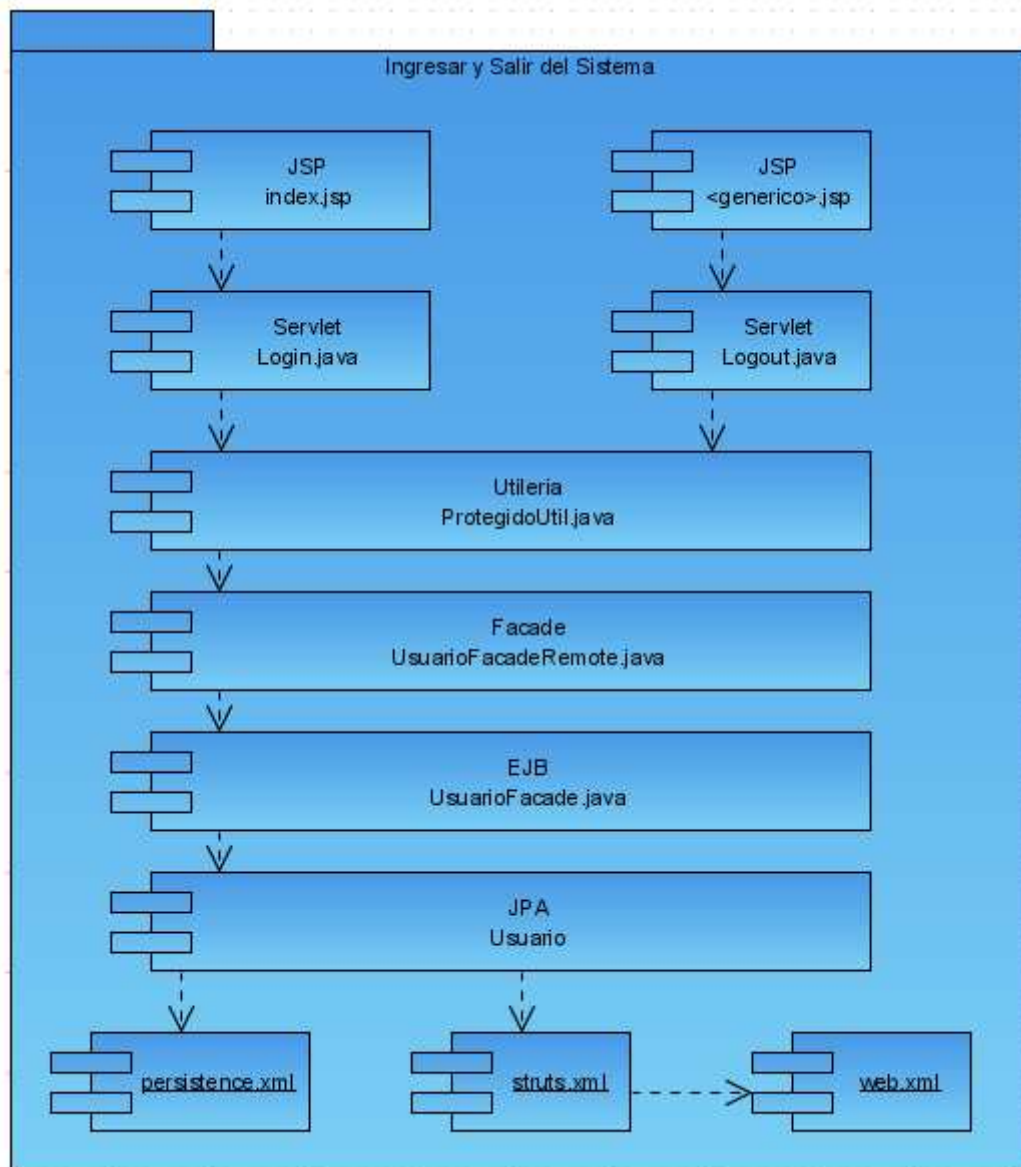 Ingresar y Salir del Sistema
JSP
index.jsp
JSP
<generico>.jsp
Servlet
Login.java
Servlet
Logout.java
Utileria
ProtegidoUtil.java
Facade
UsuarioFacadeRemote.java
EJB
UsuarioFacade.java
JPA
Usuario
persistence.xml
struts.xml
web.xml